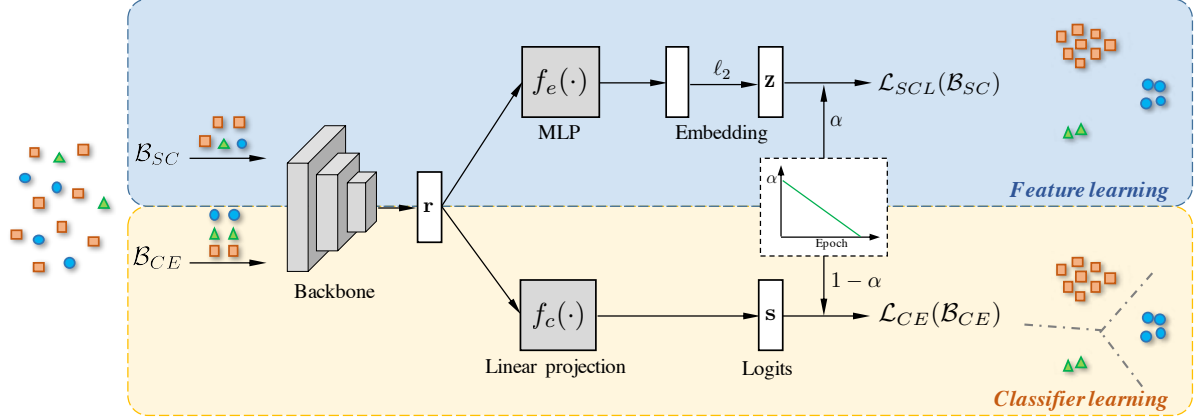 f_e(·)
ℓ_2
z
L_SCL(B_SC)
MLP
Embedding
α
B_SC
r
α
Epoch
Feature learning
B_CE
Backbone
1 − α
f_c(·)
s
L_CE(B_CE)
Linear projection
Logits
Classifier learning